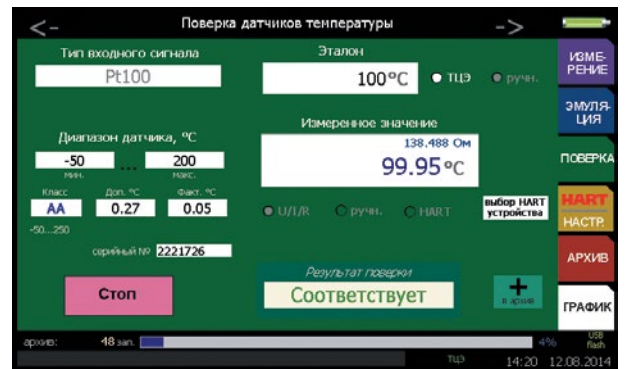 <- Поверка датчиков температуры ->
Тип входного сигнала
Pt100
Эталон
100°C ТЦЭ ручн.
Измеренное значение
138.488 Ом
99.95 °C
Диапазон датчика, °C
-50 ... 200
мин. макс.
Класс Доп. °C Факт. °C
AA 0.27 0.05
-50...250
серийный № 2221726
U/I/R ручн. HART
выбор HART
устройства
Стоп
Результат поверки
Соответствует
+
в архив
ИЗМЕ-
РЕНИЕ
ЭМУЛЯ-
ЦИЯ
ПОВЕРКА
HART
НАСТР.
АРХИВ
ГРАФИК
архив: 48 зап. 4% USB
flash
ТЦЭ 14:20 12.08.2014